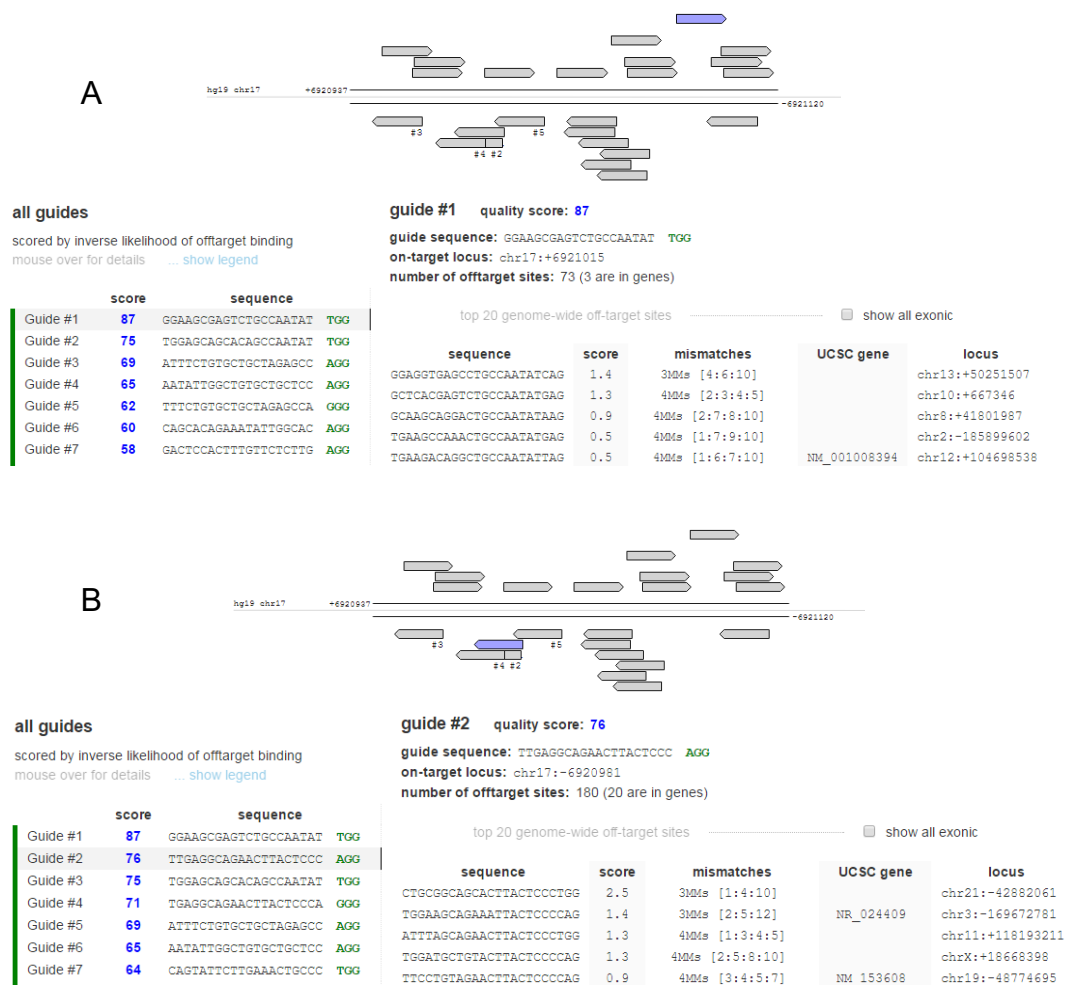 A
hg19 chr17 +6920937
-6921120
#3 #5
#4 #2
all guides
scored by inverse likelihood of offtarget binding
mouse over for details ... show legend
score sequence
Guide #1 87 GGAAGCGAGTCTGCCAATAT TGG
Guide #2 75 TGGAGCAGCACAGCCAATAT TGG
Guide #3 69 ATTTCTGTGCTGCTAGAGCC AGG
Guide #4 65 AATATTGGCTGTGCTGCTCC AGG
Guide #5 62 TTTCTGTGCTGCTAGAGCCA GGG
Guide #6 60 CAGCACAGAAATATTGGCAC AGG
Guide #7 58 GACTCCACTTTGTTCTCTTG AGG
guide #1 quality score: 87
guide sequence: GGAAGCGAGTCTGCCAATAT TGG
on-target locus: chr17:+6921015
number of offtarget sites: 73 (3 are in genes)
top 20 genome-wide off-target sites show all exonic
sequence score mismatches UCSC gene locus
GGAGGTGAGCCTGCCAATATCAG 1.4 3MMs [4:6:10] chr13:+50251507
GCTCACGAGTCTGCCAATATGAG 1.3 4MMs [2:3:4:5] chr10:+667346
GCAAGCAGGACTGCCAATATAAG 0.9 4MMs [2:7:8:10] chr8:+41801987
TGAAGCCAAACTGCCAATATGAG 0.5 4MMs [1:7:9:10] chr2:-185899602
TGAAGACAGGCTGCCAATATTAG 0.5 4MMs [1:6:7:10] NM_001008394 chr12:+104698538
B
hg19 chr17 +6920937
-6921120
#3 #5
#4 #2
all guides
scored by inverse likelihood of offtarget binding
mouse over for details ... show legend
score sequence
Guide #1 87 GGAAGCGAGTCTGCCAATAT TGG
Guide #2 76 TTGAGGCAGAACTTACTCCC AGG
Guide #3 75 TGGAGCAGCACAGCCAATAT TGG
Guide #4 71 TGAGGCAGAACTTACTCCCA GGG
Guide #5 69 ATTTCTGTGCTGCTAGAGCC AGG
Guide #6 65 AATATTGGCTGTGCTGCTCC AGG
Guide #7 64 CAGTATTCTTGAAACTGCCC TGG
guide #2 quality score: 76
guide sequence: TTGAGGCAGAACTTACTCCC AGG
on-target locus: chr17:-6920981
number of offtarget sites: 180 (20 are in genes)
top 20 genome-wide off-target sites show all exonic
sequence score mismatches UCSC gene locus
CTGCGGCAGCACTTACTCCCTGG 2.5 3MMs [1:4:10] chr21:-42882061
TGGAAGCAGAAATTACTCCCCAG 1.4 3MMs [2:5:12] NR_024409 chr3:-169672781
ATTTAGCAGAACTTACTCCCTGG 1.3 4MMs [1:3:4:5] chr11:+118193211
TGGATGCTGTACTTACTCCCCAG 1.3 4MMs [2:5:8:10] chrX:+18668398
TTCCTGTAGAACTTACTCCCCAG 0.9 4MMs [3:4:5:7] NM_153608 chr19:-48774695